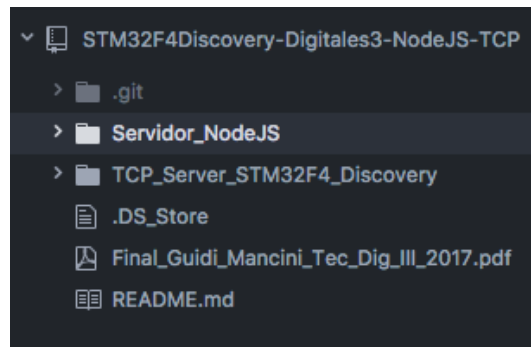 STM32F4Discovery-Digitales3-NodeJS-TCP
.git
Servidor_NodeJS
TCP_Server_STM32F4_Discovery
.DS_Store
Final_Guidi_Mancini_Tec_Dig_III_2017.pdf
README.md